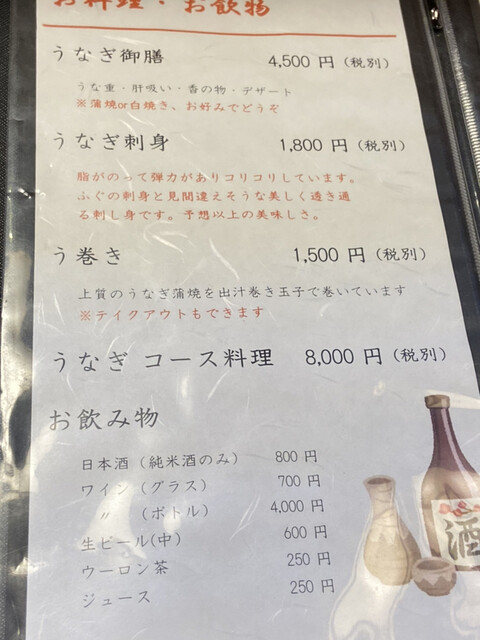 お料理・お飲物
うなぎ御膳 4,500 円 (税別)
うな重・肝吸い・香の物・デザート
※蒲焼or白焼き、お好みでどうぞ
うなぎ刺身 1,800 円 (税別)
脂がのって弾力がありコリコリしています。
ふぐの刺身と見間違えそうな美しく透き通
る刺し身です。予想以上の美味しさ。
う巻き 1,500 円 (税別)
上質のうなぎ蒲焼を出汁巻き玉子で巻いています
※テイクアウトもできます
うなぎ コース料理 8,000 円 (税別)
お飲み物
日本酒 (純米酒のみ) 800 円
ワイン (グラス) 700 円
〃 (ボトル) 4,000 円
生ビール(中) 600 円
ウーロン茶 250 円
ジュース 250 円
酒